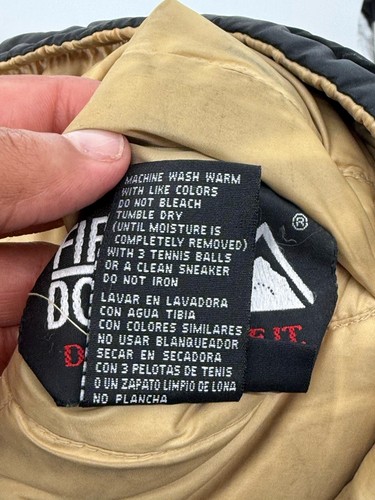 MACHINE WASH WARM
WITH LIKE COLORS
DO NOT BLEACH
TUMBLE DRY
(UNTIL MOISTURE IS
COMPLETELY REMOVED)
WITH 3 TENNIS BALLS
OR A CLEAN SNEAKER
DO NOT IRON
LAVAR EN LAVADORA
CON AGUA TIBIA
CON COLORES SIMILARES
NO USAR BLANQUEADOR
SECAR EN SECADORA
CON 3 PELOTAS DE TENIS
O UN ZAPATO LIMPIO DE LONA
NO PLANCHA
®
IT.